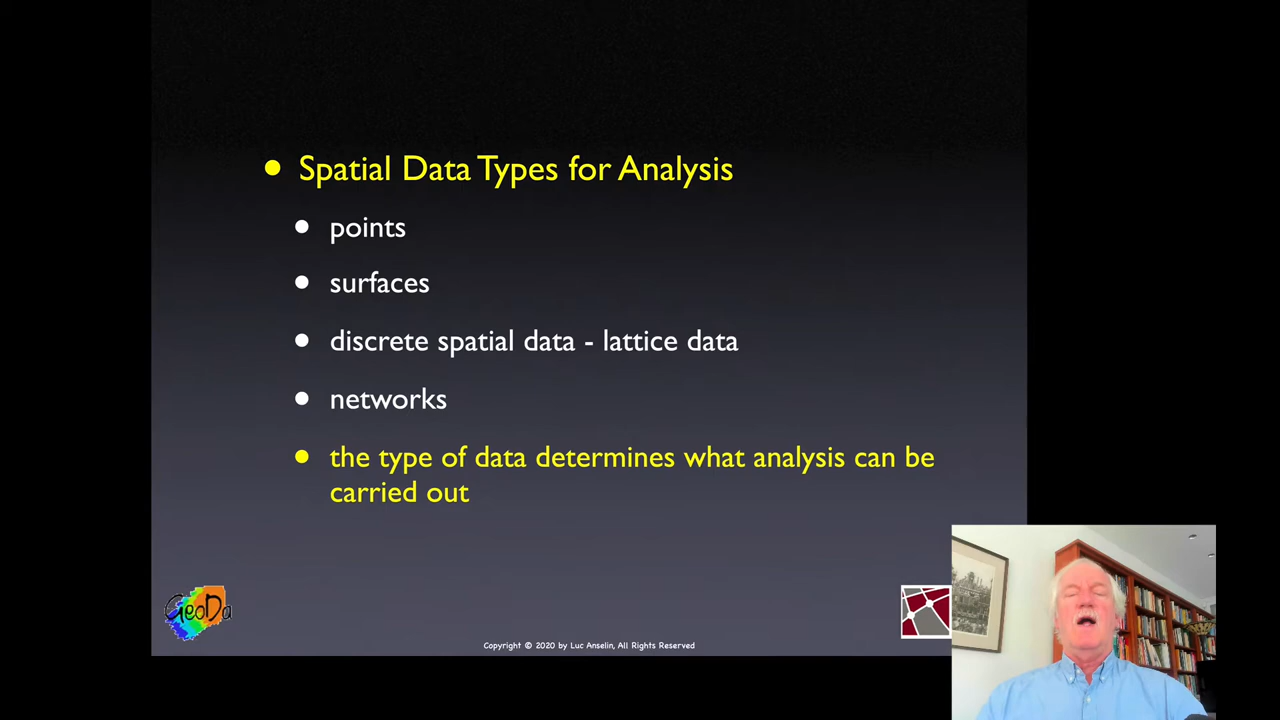 Spatial Data Types for Analysis
points
surfaces
discrete spatial data - lattice data
networks
the type of data determines what analysis can be
carried out
GeoDa
Copyright © 2020 by Luc Anselin, All Rights Reserved